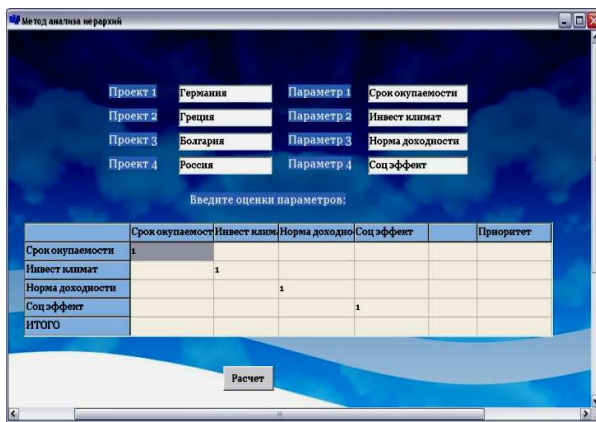 Метод анализа иерархий
Проект 1 Германия Параметр 1 Срок окупаемости
Проект 2 Греция Параметр 2 Инвест климат
Проект 3 Болгария Параметр 3 Норма доходности
Проект 4 Россия Параметр 4 Соц эффект
Введите оценки параметров:
Срок окупаемост Инвест клим Норма доходно Соц эффект Приоритет
Срок окупаемости 1
Инвест климат 1
Норма доходности 1
Соц эффект 1
ИТОГО
Расчет